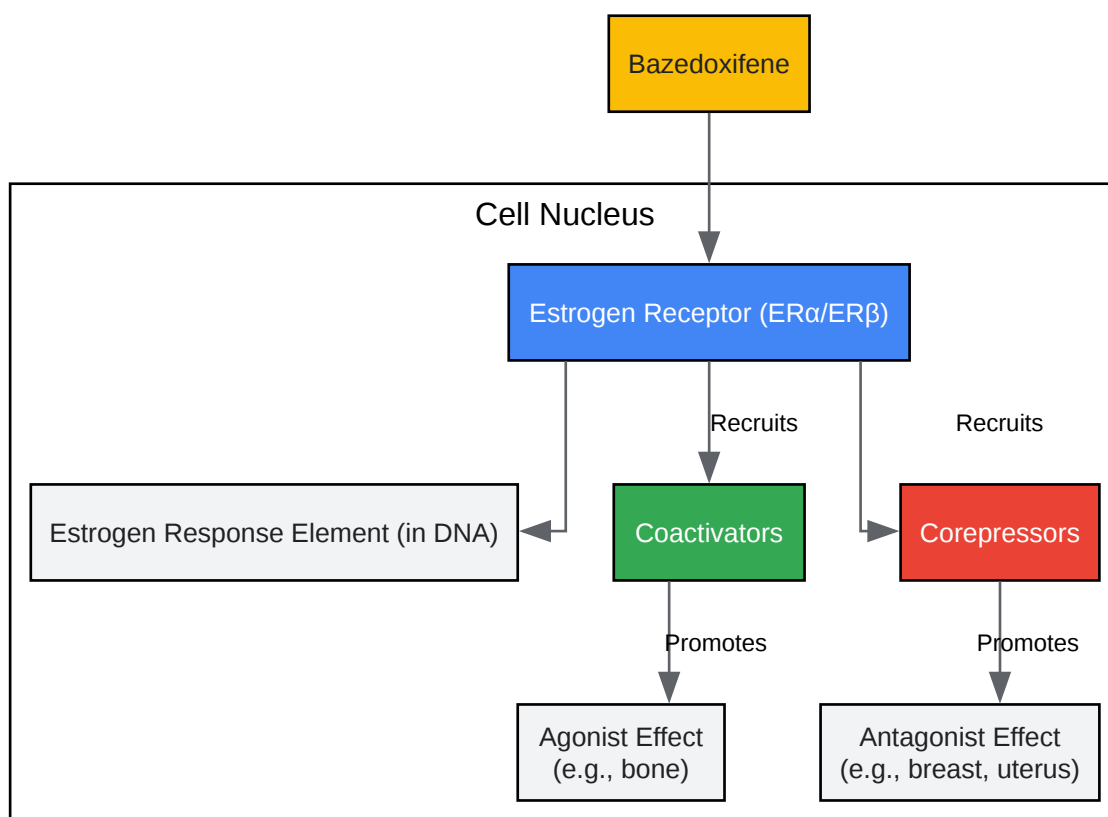 Bazedoxifene
Cell Nucleus
Estrogen Receptor (ERα/ERβ)
Recruits
Recruits
Estrogen Response Element (in DNA)
Coactivators
Corepressors
Promotes
Promotes
Agonist Effect
(e.g., bone)
Antagonist Effect
(e.g., breast, uterus)